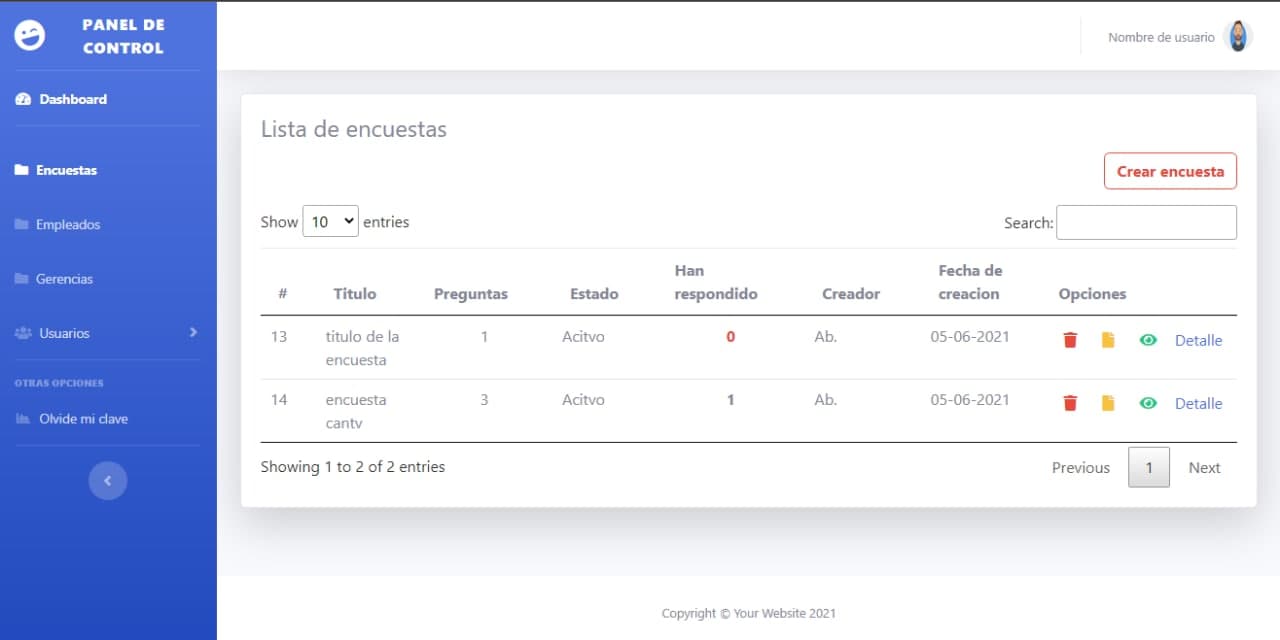 PANEL DE
CONTROL
Nombre de usuario
Dashboard
Encuestas
Empleados
Gerencias
Usuarios
OTRAS OPCIONES
Olvide mi clave
Lista de encuestas
Crear encuesta
Show 10 entries Search:
# Titulo Preguntas Estado Han respondido Creador Fecha de creacion Opciones
13 titulo de la 1 Acitvo 0 Ab. 05-06-2021 Detalle
encuesta
14 encuesta 3 Acitvo 1 Ab. 05-06-2021 Detalle
cantv
Showing 1 to 2 of 2 entries Previous 1 Next
Copyright © Your Website 2021